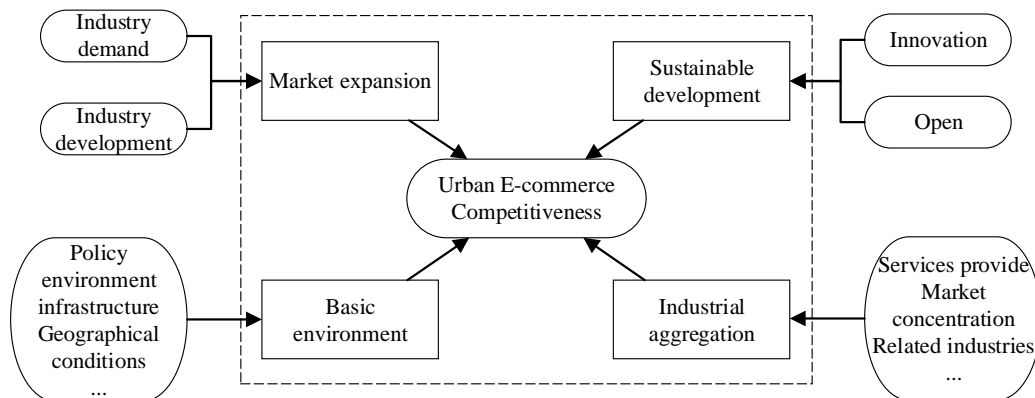 Industry
demand
Industry
development
Market expansion
Sustainable
development
Innovation
Open
Urban E-commerce
Competitiveness
Policy
environment
infrastructure
Geographical
conditions
...
Basic
environment
Industrial
aggregation
Services provide
Market
concentration
Related industries
...